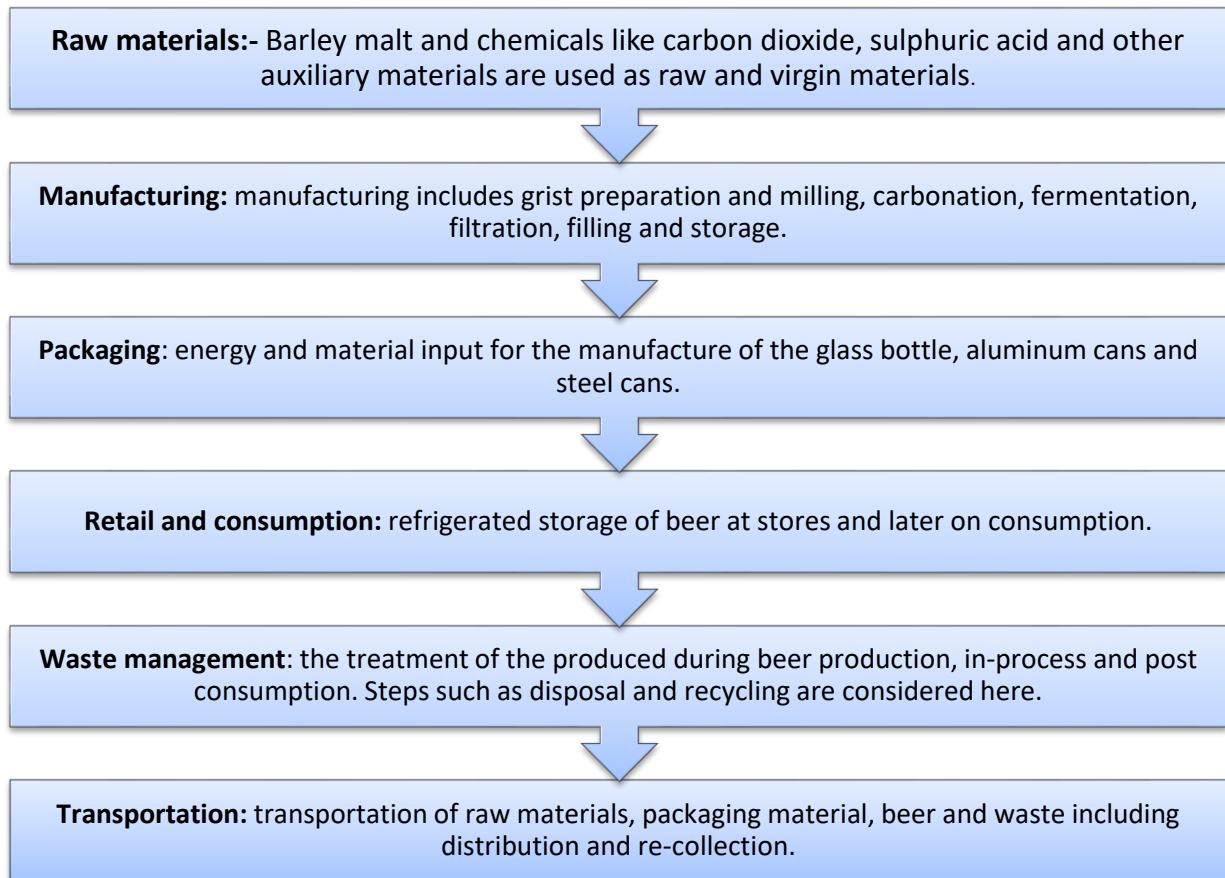 Raw materials:- Barley malt and chemicals like carbon dioxide, sulphuric acid and other
auxiliary materials are used as raw and virgin materials.
Manufacturing: manufacturing includes grist preparation and milling, carbonation, fermentation,
filtration, filling and storage.
Packaging: energy and material input for the manufacture of the glass bottle, aluminum cans and
steel cans.
Retail and consumption: refrigerated storage of beer at stores and later on consumption.
Waste management: the treatment of the produced during beer production, in-process and post
consumption. Steps such as disposal and recycling are considered here.
Transportation: transportation of raw materials, packaging material, beer and waste including
distribution and re-collection.